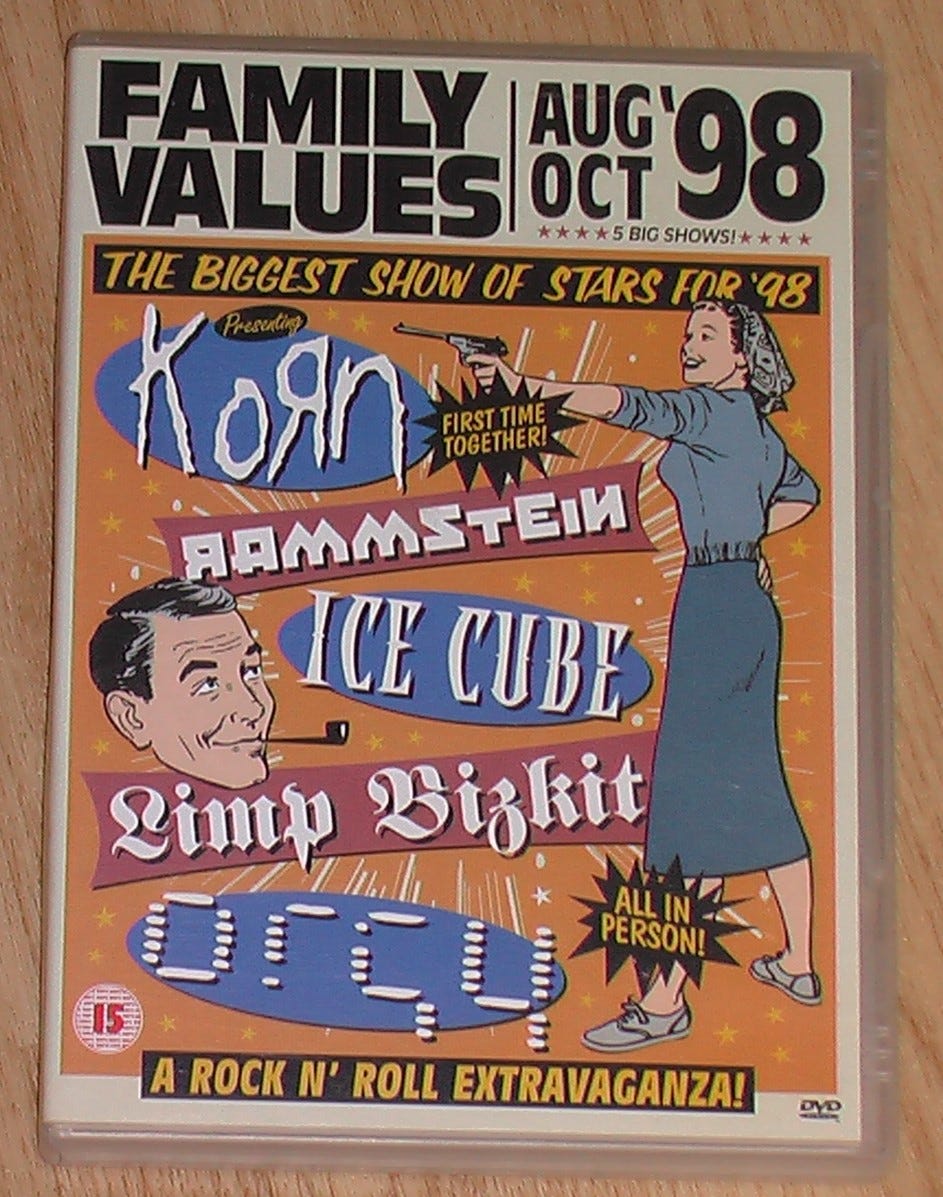 FAMILY
VALUES
AUG
OCT
'98
★★★★5 BIG SHOWS!★★★★
THE BIGGEST SHOW OF STARS FOR '98
Presenting
KoЯn
FIRST TIME
TOGETHER!
RAMMSTEIN
ICE CUBE
Limp Bizkit
Orgy
ALL IN
PERSON!
15
A ROCK N' ROLL EXTRAVAGANZA!
DVD